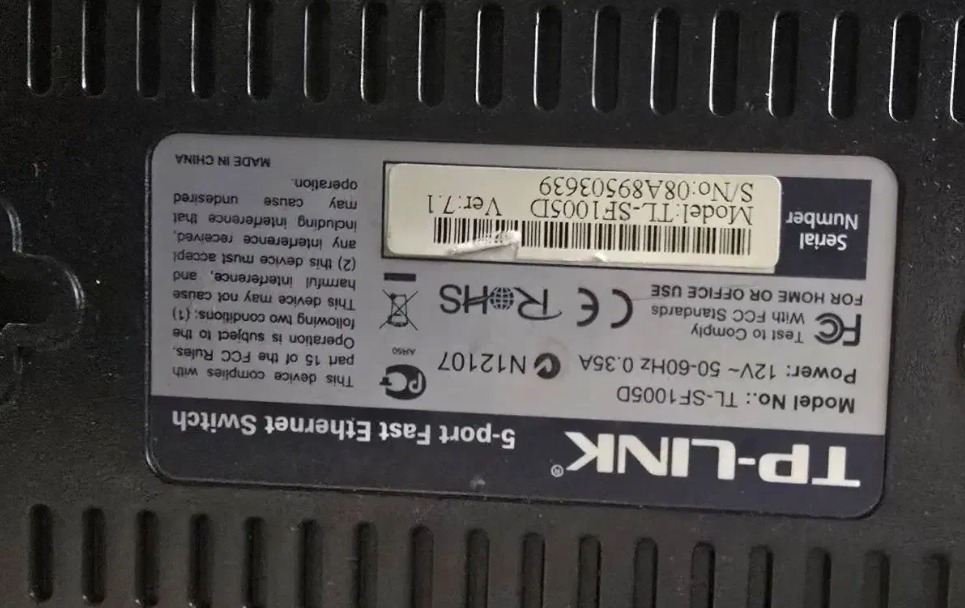 TP-LINK®
5-port Fast Ethernet Switch
Model No.: TL-SF1005D
Power: 12V~ 50-60Hz 0.35A
N12107
PG
AH50
FC
Test to Comply
With FCC Standards
FOR HOME OR OFFICE USE
CE
RoHS
Serial
Number
Model:TL-SF1005D Ver:7.1
S/No:08A89503639
This device complies with
part 15 of the FCC Rules.
Operation is subject to the
following two conditions: (1)
This device may not cause
harmful interference, and
(2) this device must accept
any interference received,
including interference that
may cause undesired
operation.
MADE IN CHINA